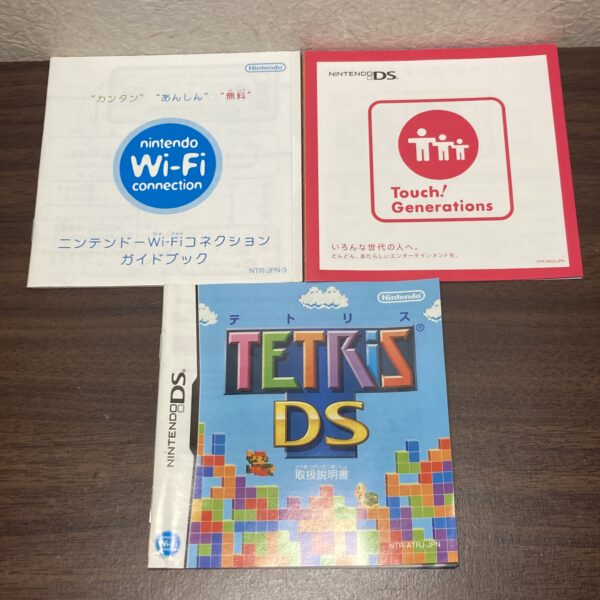 Nintendo
“カンタン” “あんしん” “無料”
nintendo
Wi-Fi
connection
ニンテンドーWi-Fiコネクション
ガイドブック
NTR-JPN-3
NINTENDO DS
Touch!
Generations
いろんな世代の人へ。
どんどん、あたらしいエンターテインメントを。
Nintendo
テトリス
TETRiS®
DS
取扱説明書
NTR-ATRJ-JPN
NINTENDO DS
Wi-Fi